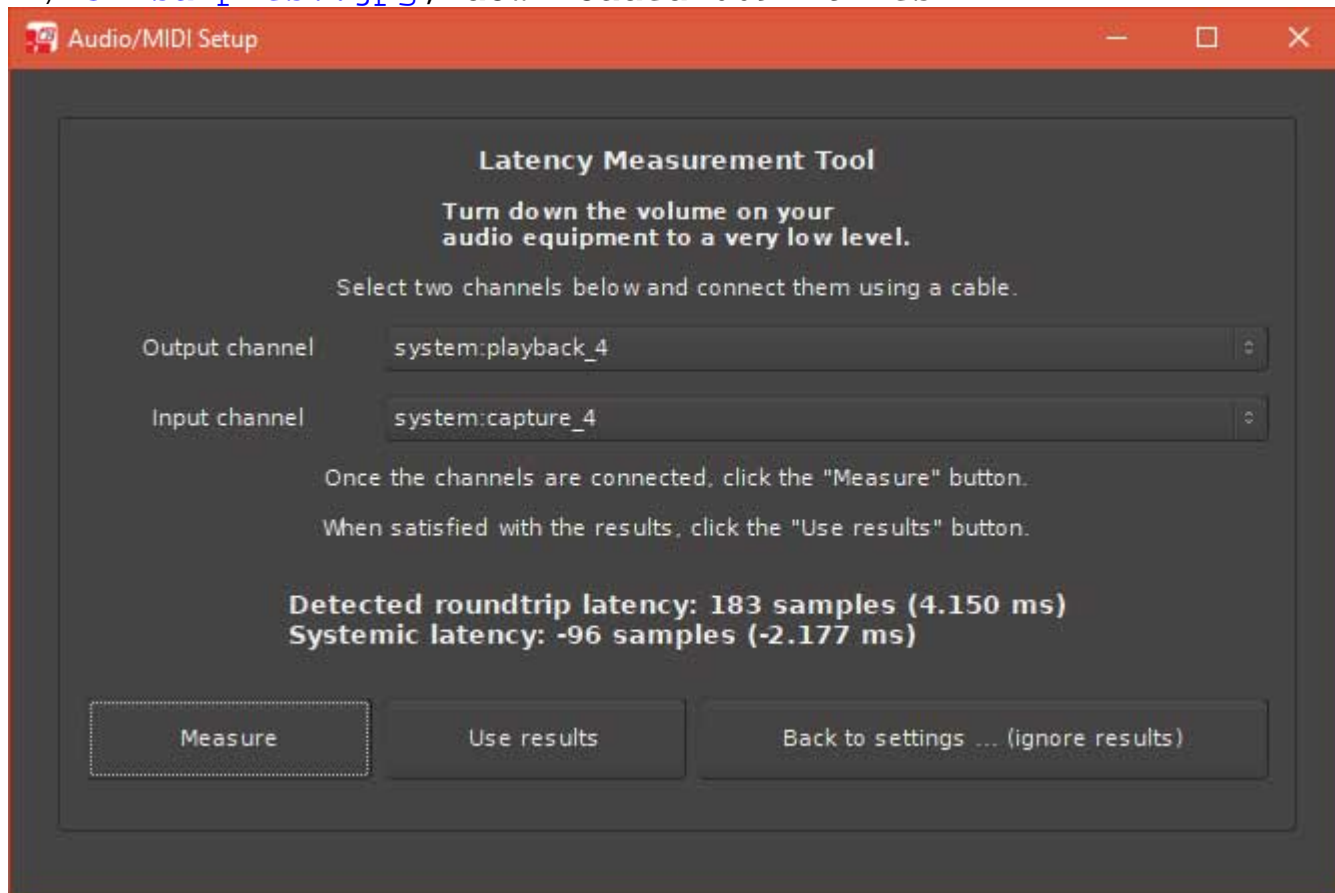 Audio/MIDI Setup
Latency Measurement Tool
Turn down the volume on your
audio equipment to a very low level.
Select two channels below and connect them using a cable.
Output channel system:playback_4
Input channel system:capture_4
Once the channels are connected, click the "Measure" button.
When satisfied with the results, click the "Use results" button.
Detected roundtrip latency: 183 samples (4.150 ms)
Systemic latency: -96 samples (-2.177 ms)
Measure Use results Back to settings ... (ignore results)